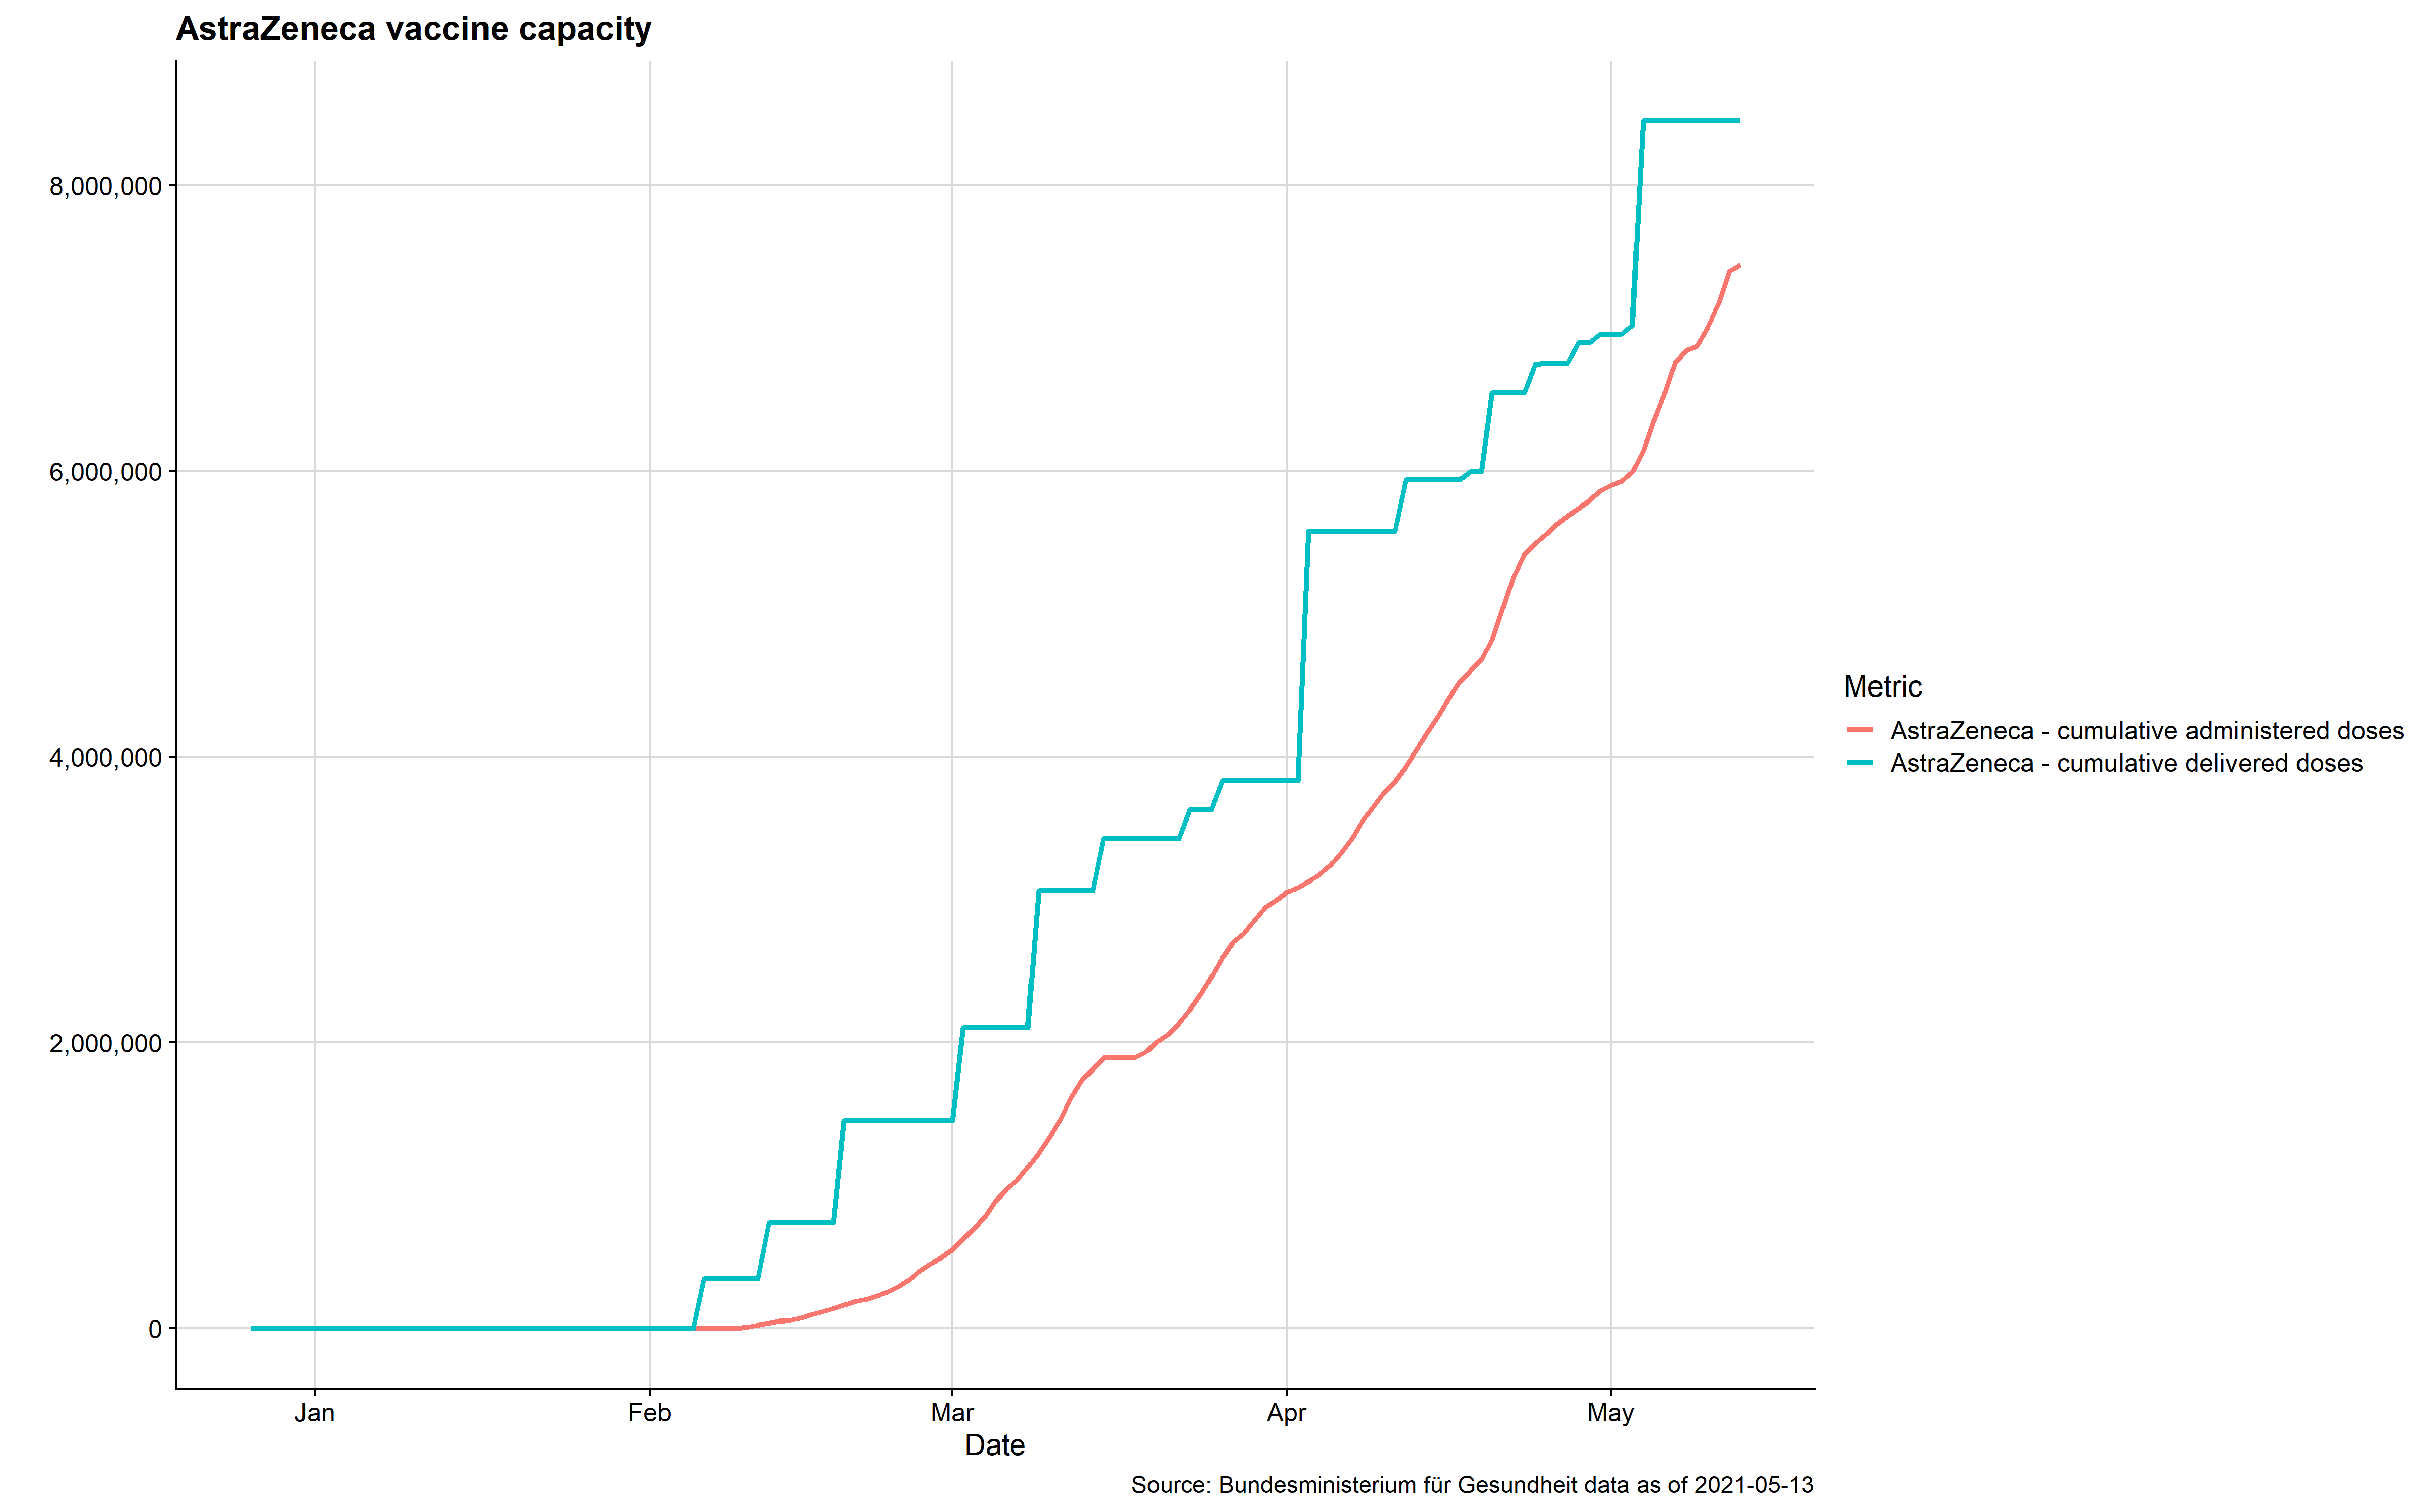 AstraZeneca vaccine capacity
8,000,000
6,000,000
4,000,000
2,000,000
0
Jan Feb Mar Apr May
Date
Metric
AstraZeneca - cumulative administered doses
AstraZeneca - cumulative delivered doses
Source: Bundesministerium für Gesundheit data as of 2021-05-13